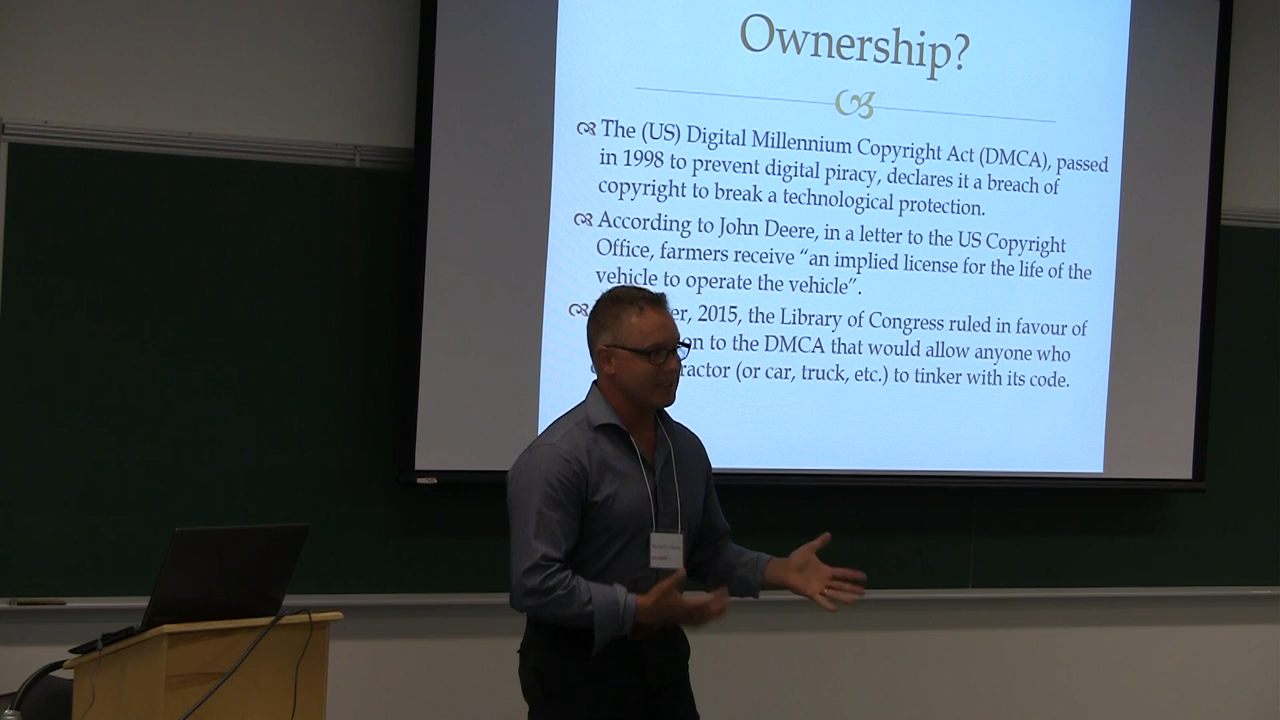 Ownership?
The (US) Digital Millennium Copyright Act (DMCA), passed
in 1998 to prevent digital piracy, declares it a breach of
copyright to break a technological protection.
According to John Deere, in a letter to the US Copyright
Office, farmers receive “an implied license for the life of the
vehicle to operate the vehicle”.
er, 2015, the Library of Congress ruled in favour of
on to the DMCA that would allow anyone who
ractor (or car, truck, etc.) to tinker with its code.